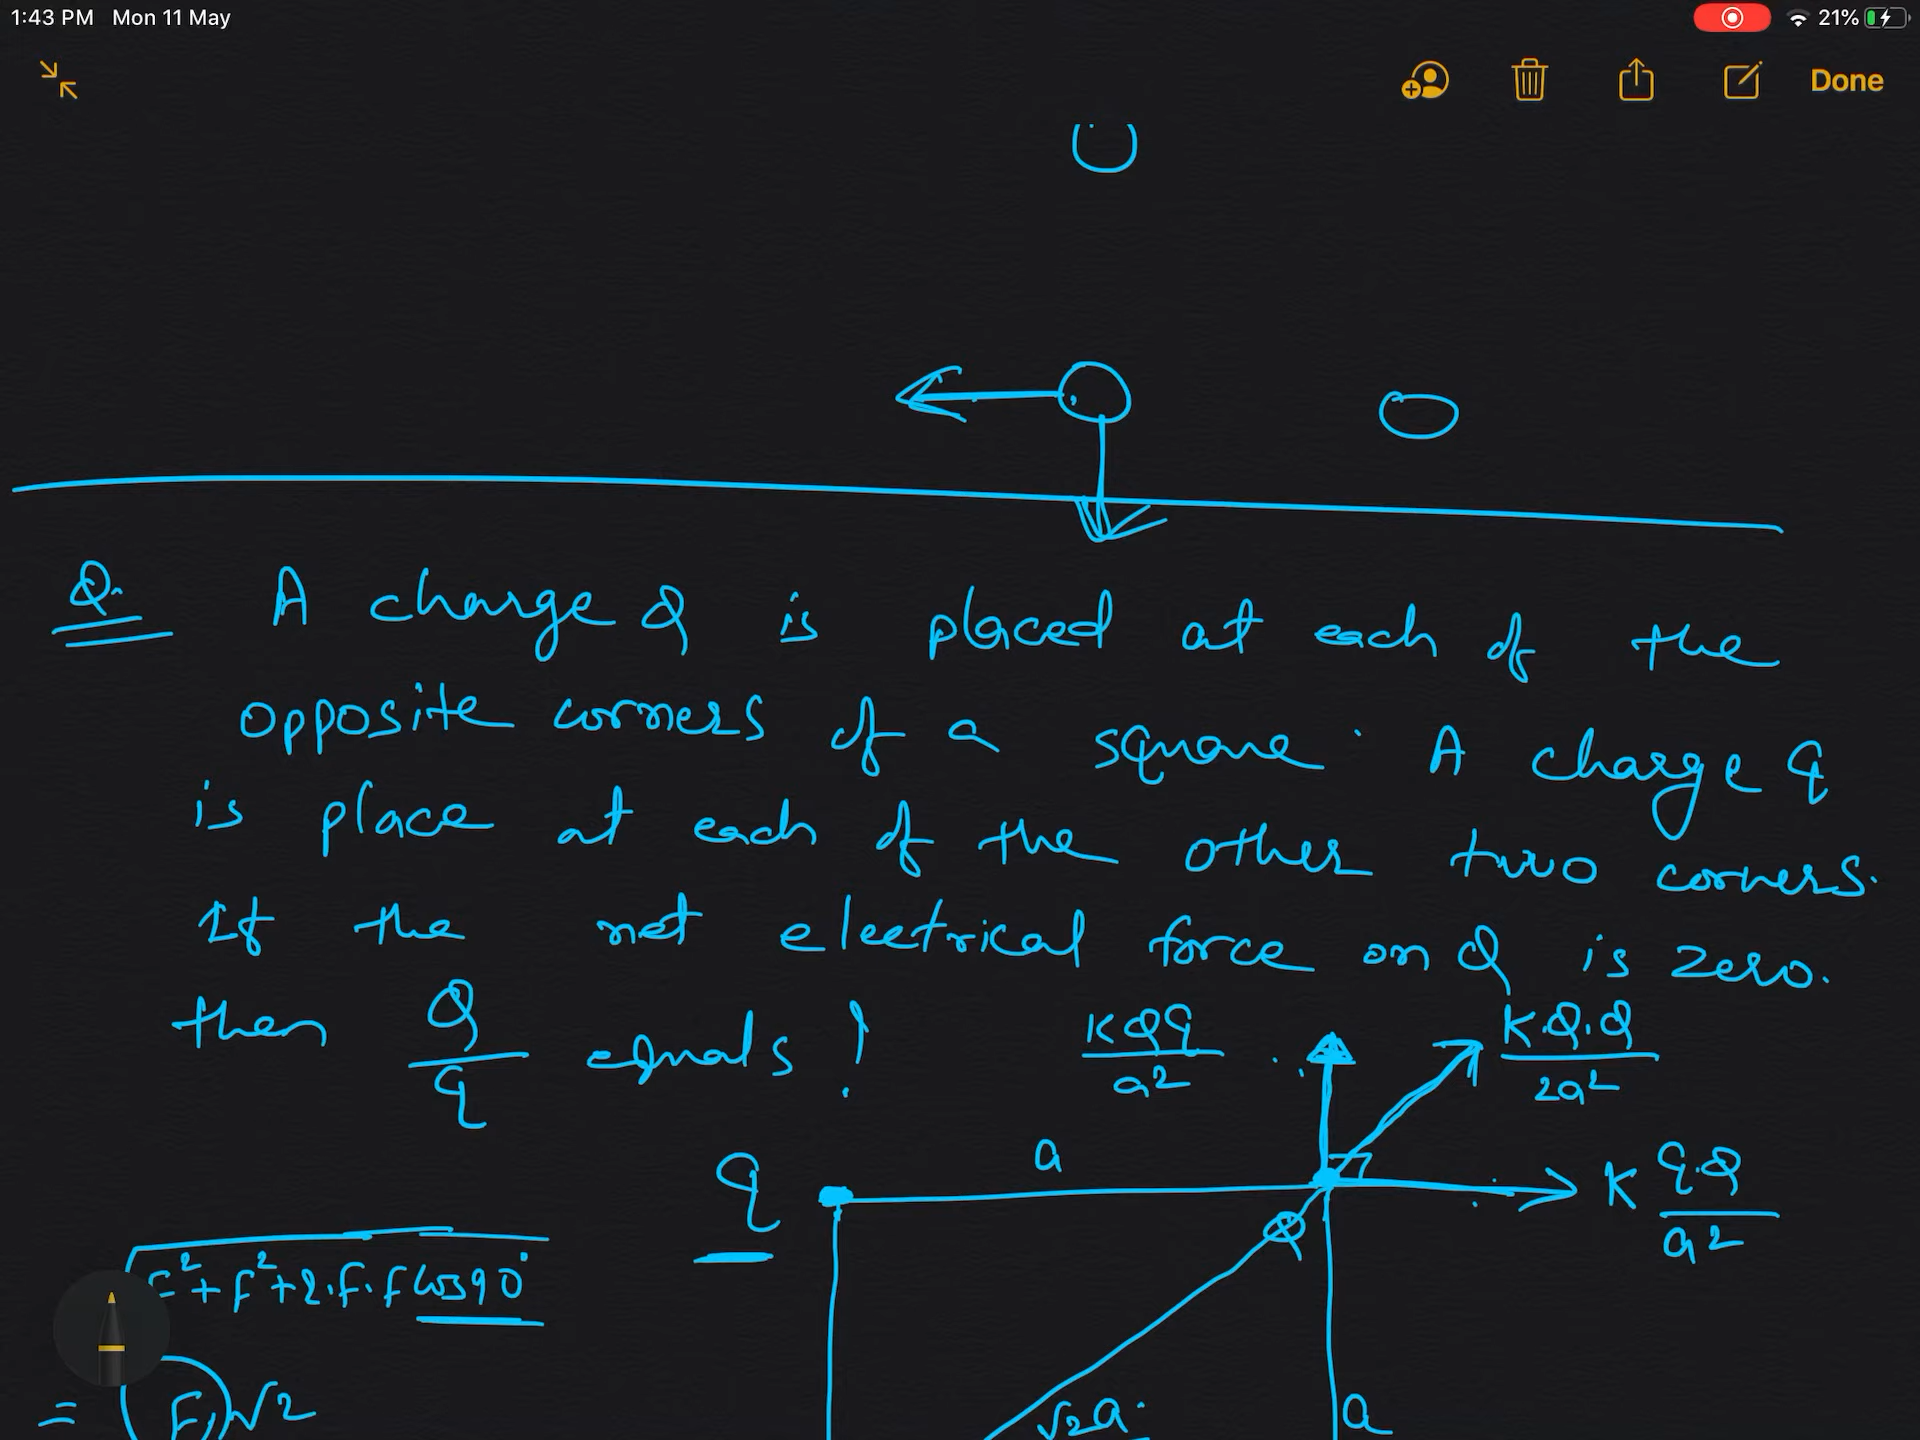 1:43 PM Mon 11 May
21%
Done
Q. A charge Q is placed at each of the
opposite corners of a square. A charge q
is place at each of the other two corners.
If the net electrical force on Q is zero.
then Q/q equals!
KQq/a²
K.Q.Q/2a²
q
a
Q
K q.Q/a²
√F²+F²+2.F.F cos90°
= F√2
√2a
a